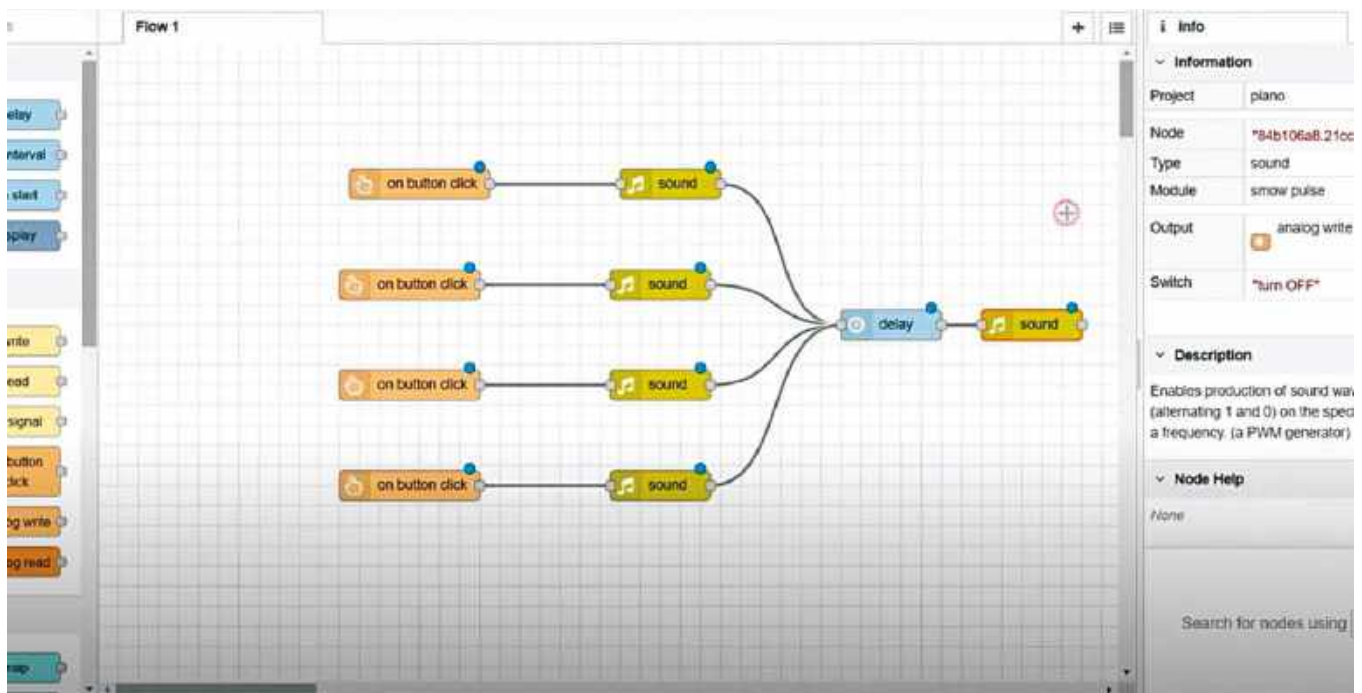 Flow 1
i Info
Information
Project piano
Node "84b106a8.21cc
Type sound
Module smow pulse
Output analog write
Switch "turn OFF"
Description
Enables production of sound wav
(alternating 1 and 0) on the spec
a frequency. (a PWM generator)
Node Help
None
Search for nodes using
elay
nterval
start
splay
write
ead
signal
button
lick
og write
og read
map
on button click
sound
on button click
sound
delay
sound
on button click
sound
on button click
sound